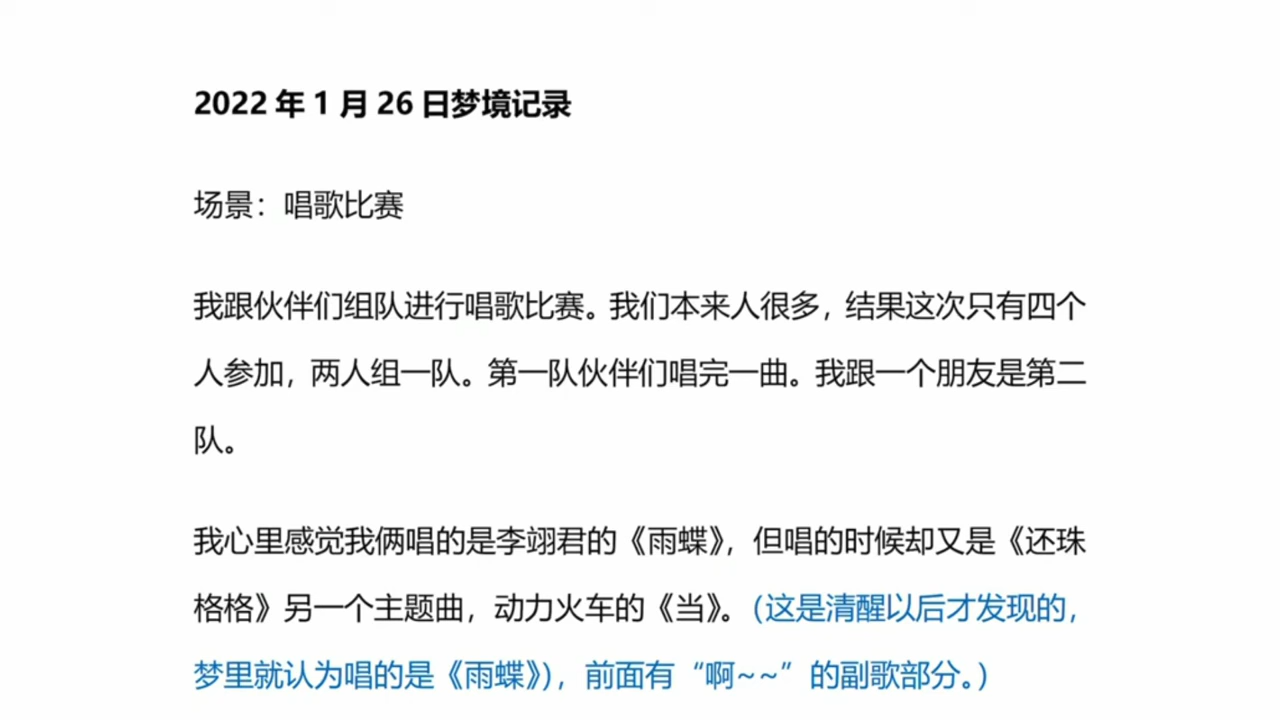 2022年1月26日梦境记录
场景：唱歌比赛
我跟伙伴们组队进行唱歌比赛。我们本来人很多，结果这次只有四个
人参加，两人组一队。第一队伙伴们唱完一曲。我跟一个朋友是第二
队。
我心里感觉我俩唱的是李翊君的《雨蝶》，但唱的时候却又是《还珠
格格》另一个主题曲，动力火车的《当》。（这是清醒以后才发现的，
梦里就认为唱的是《雨蝶》），前面有“啊~~”的副歌部分。）